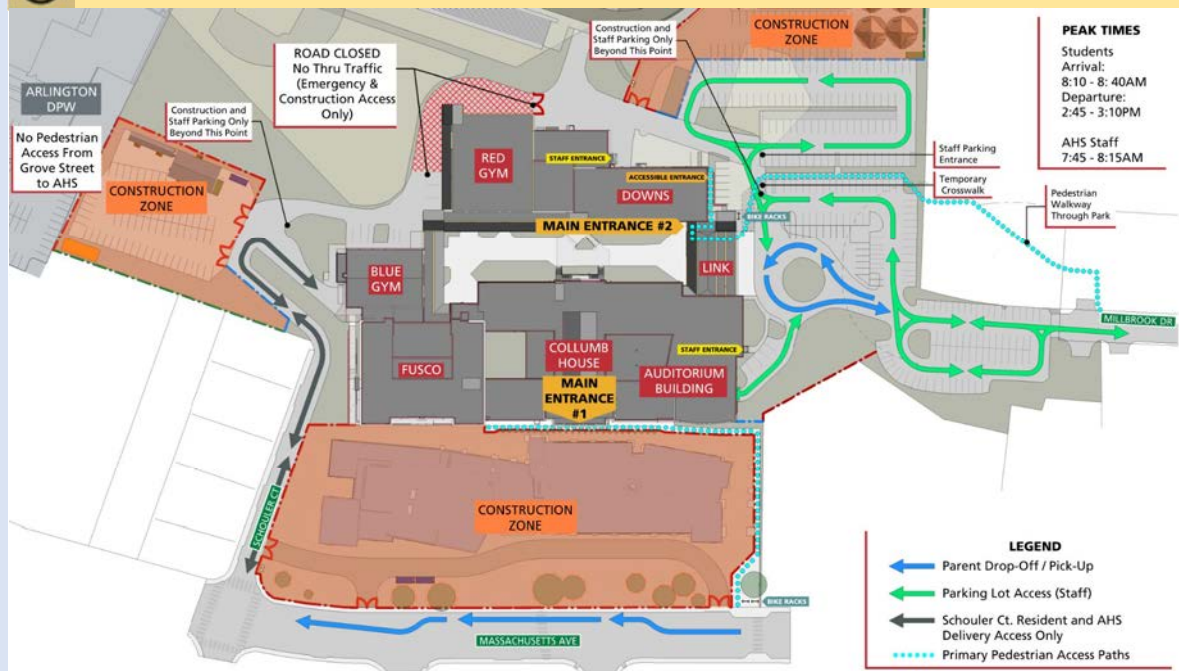 ARLINGTON
DPW
No Pedestrian
Access From
Grove Street
to AHS
CONSTRUCTION
ZONE
Construction and
Staff Parking Only
Beyond This Point
ROAD CLOSED
No Thru Traffic
(Emergency &
Construction Access
Only)
Construction and
Staff Parking Only
Beyond This Point
CONSTRUCTION
ZONE
PEAK TIMES
Students
Arrival:
8:10 - 8: 40AM
Departure:
2:45 - 3:10PM
AHS Staff
7:45 - 8:15AM
Staff Parking
Entrance
Temporary
Crosswalk
Pedestrian
Walkway
Through Park
RED
GYM
STAFF ENTRANCE
ACCESSIBLE ENTRANCE
DOWNS
BIKE RACKS
MAIN ENTRANCE #2
LINK
BLUE
GYM
MILLBROOK DR
COLLUMB
HOUSE
STAFF ENTRANCE
FUSCO
AUDITORIUM
BUILDING
MAIN
ENTRANCE
#1
CONSTRUCTION
ZONE
SCHOULER CT
BIKE RACKS
MASSACHUSETTS AVE
LEGEND
Parent Drop-Off / Pick-Up
Parking Lot Access (Staff)
Schouler Ct. Resident and AHS
Delivery Access Only
Primary Pedestrian Access Paths